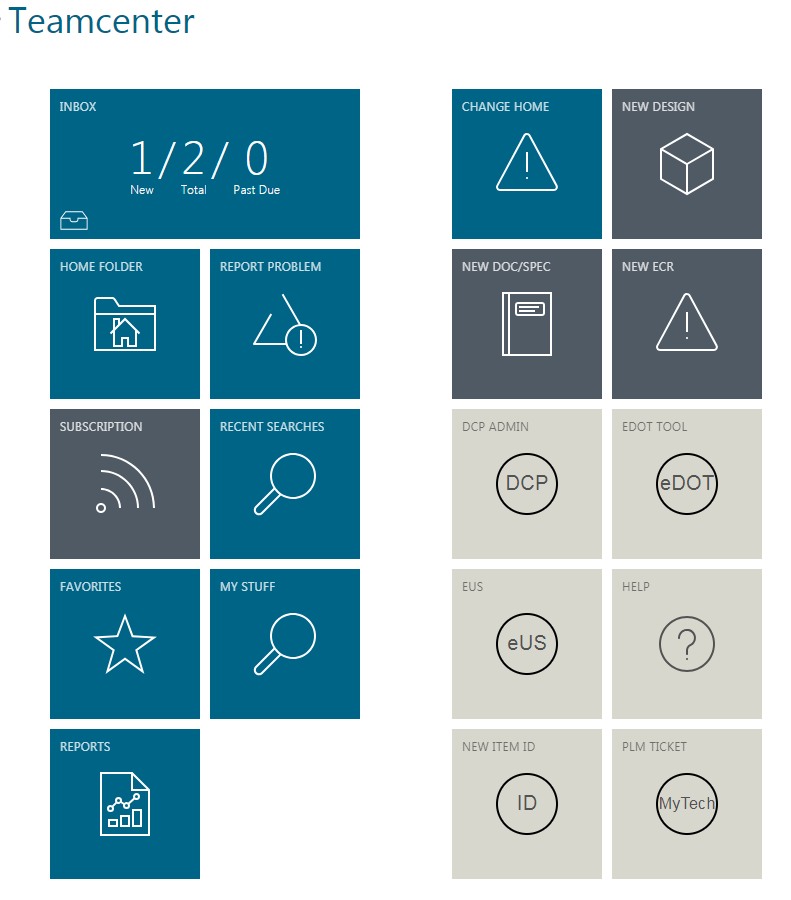 Teamcenter
INBOX
1/2/0
New Total Past Due
HOME FOLDER
REPORT PROBLEM
SUBSCRIPTION
RECENT SEARCHES
FAVORITES
MY STUFF
REPORTS
CHANGE HOME
NEW DESIGN
NEW DOC/SPEC
NEW ECR
DCP ADMIN
DCP
EDOT TOOL
eDOT
EUS
eUS
HELP
?
NEW ITEM ID
ID
PLM TICKET
MyTech